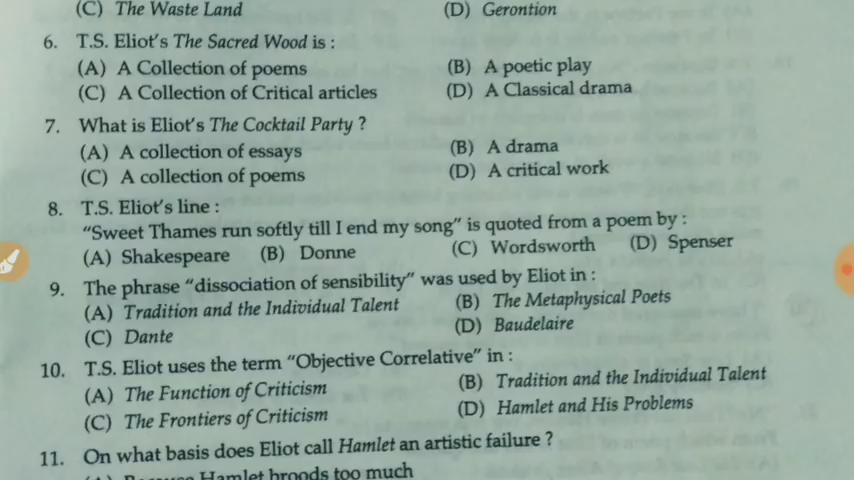 (C) The Waste Land (D) Gerontion
6. T.S. Eliot's The Sacred Wood is :
(A) A Collection of poems (B) A poetic play
(C) A Collection of Critical articles (D) A Classical drama
7. What is Eliot's The Cocktail Party ?
(A) A collection of essays (B) A drama
(C) A collection of poems (D) A critical work
8. T.S. Eliot's line :
"Sweet Thames run softly till I end my song" is quoted from a poem by :
(A) Shakespeare (B) Donne (C) Wordsworth (D) Spenser
9. The phrase "dissociation of sensibility" was used by Eliot in :
(A) Tradition and the Individual Talent (B) The Metaphysical Poets
(C) Dante (D) Baudelaire
10. T.S. Eliot uses the term "Objective Correlative" in :
(A) The Function of Criticism (B) Tradition and the Individual Talent
(C) The Frontiers of Criticism (D) Hamlet and His Problems
11. On what basis does Eliot call Hamlet an artistic failure ?
(A) Because Hamlet broods too much